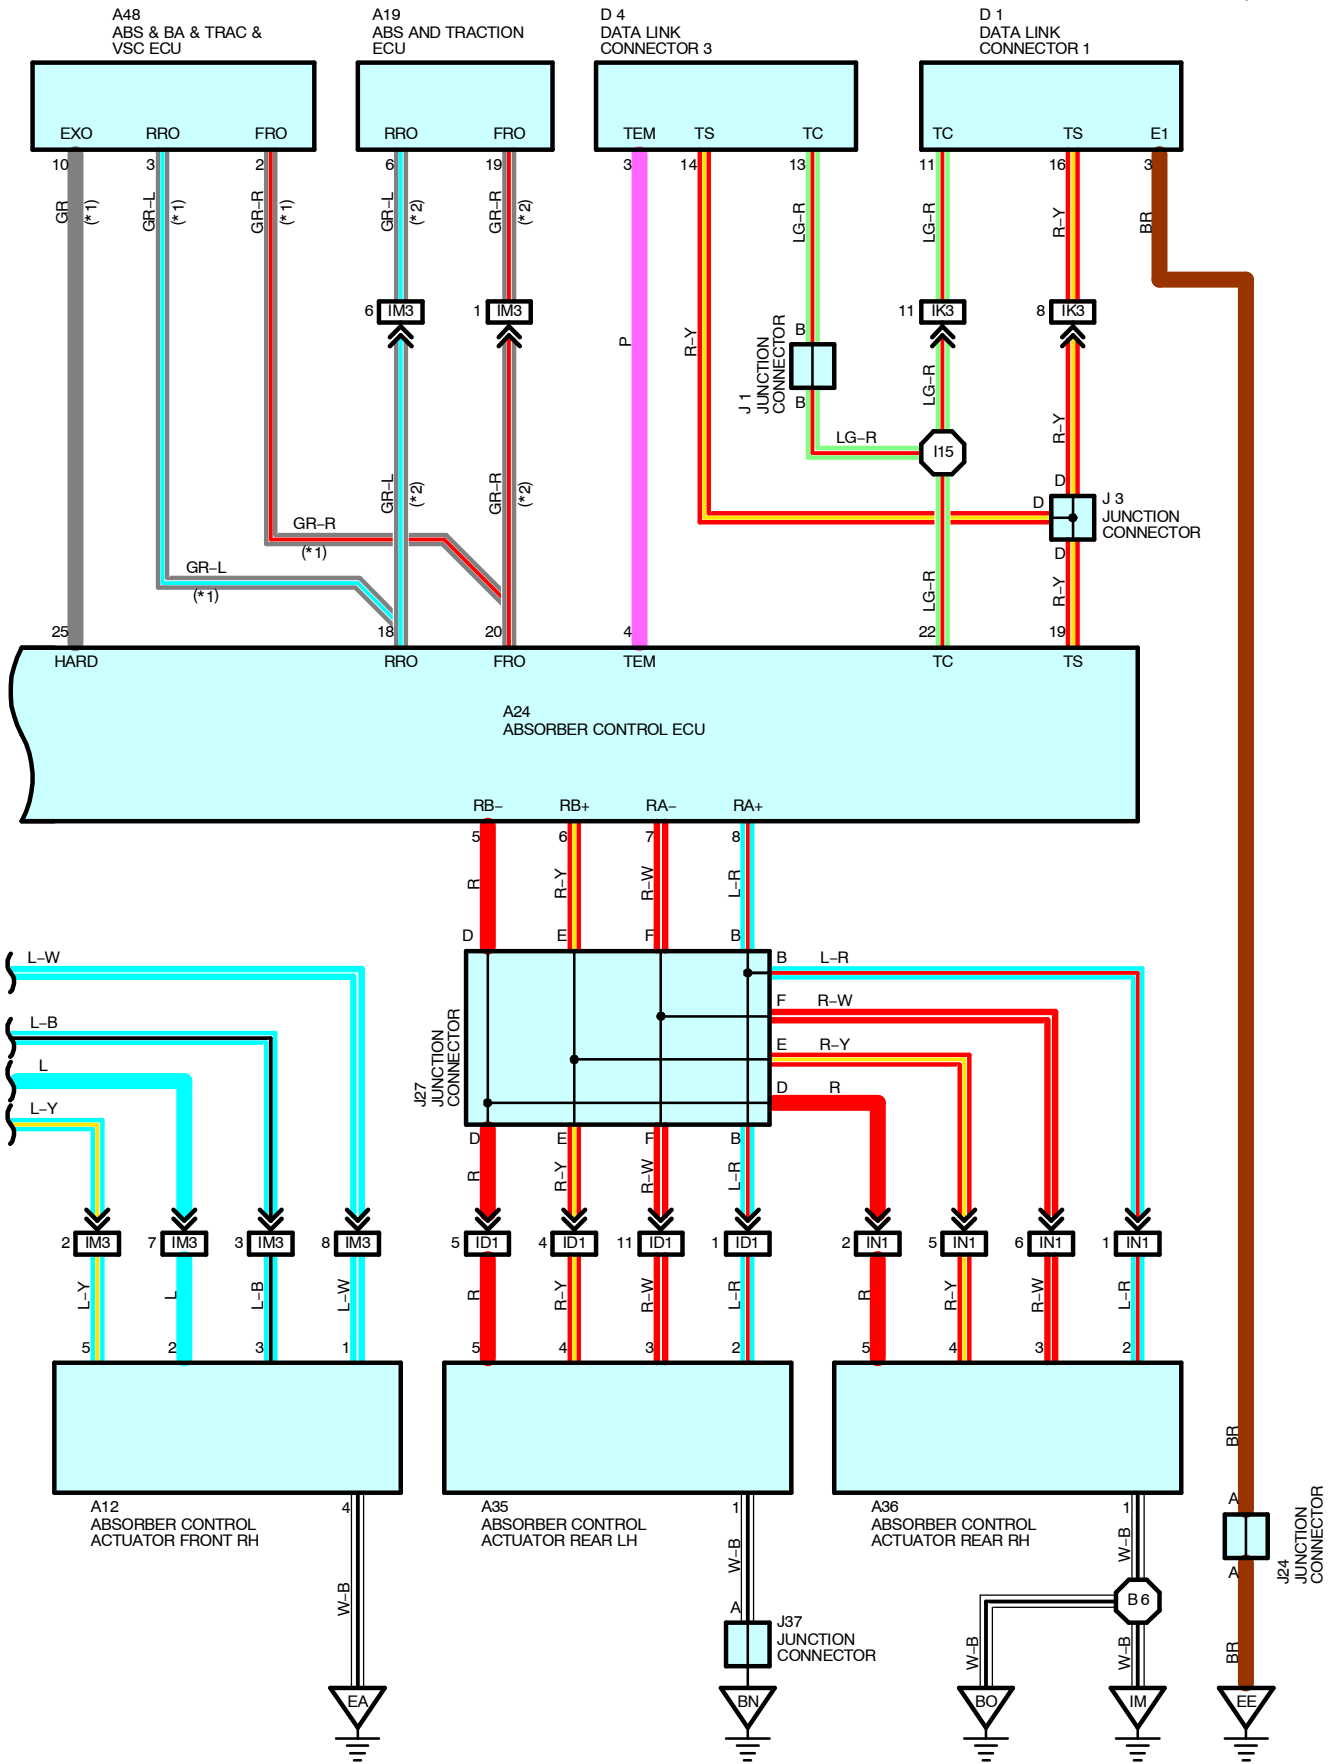 A48
ABS & BA & TRAC &
VSC ECU
A19
ABS AND TRACTION
ECU
D 4
DATA LINK
CONNECTOR 3
D 1
DATA LINK
CONNECTOR 1
EXO RRO FRO
RRO FRO
TEM TS TC
TC TS E1
10 3 2 6 19 3 14 13 11 16 3
GR
(*1)
GR-L
(*1)
GR-R
(*1)
GR-L
(*2)
GR-R
(*2)
LG-R
LG-R
R-Y
BR
6 IM3
1 IM3
11 IK3
8 IK3
P
R-Y
B
J 1
JUNCTION
CONNECTOR
B
LG-R
LG-R
I15
R-Y
D
D
J 3
JUNCTION
CONNECTOR
D
GR-L
(*2)
GR-R
(*2)
GR-R
(*1)
GR-L
(*1)
LG-R
R-Y
25 18 20 4 22 19
HARD RRO FRO TEM TC TS
A24
ABSORBER CONTROL ECU
RB- RB+ RA- RA+
5 6 7 8
R R-Y R-W L-R
D E F B
L-W
L-B
L
L-Y
J27
JUNCTION
CONNECTOR
B L-R
F R-W
E R-Y
D R
D E F B
R R-Y R-W L-R
2 IM3
7 IM3
3 IM3
8 IM3
5 ID1
4 ID1
11 ID1
1 ID1
2 IN1
5 IN1
6 IN1
1 IN1
L-Y L L-B L-W
R R-Y R-W L-R
R R-Y R-W L-R
5 2 3 1
5 4 3 2
5 4 3 2
A12
ABSORBER CONTROL
ACTUATOR FRONT RH
4
A35
ABSORBER CONTROL
ACTUATOR REAR LH
1
A36
ABSORBER CONTROL
ACTUATOR REAR RH
1
BR
A
J24
JUNCTION
CONNECTOR
A
W-B
W-B
W-B
A
J37
JUNCTION
CONNECTOR
B 6
W-B
W-B
BR
EA
BN
BO
IM
EE